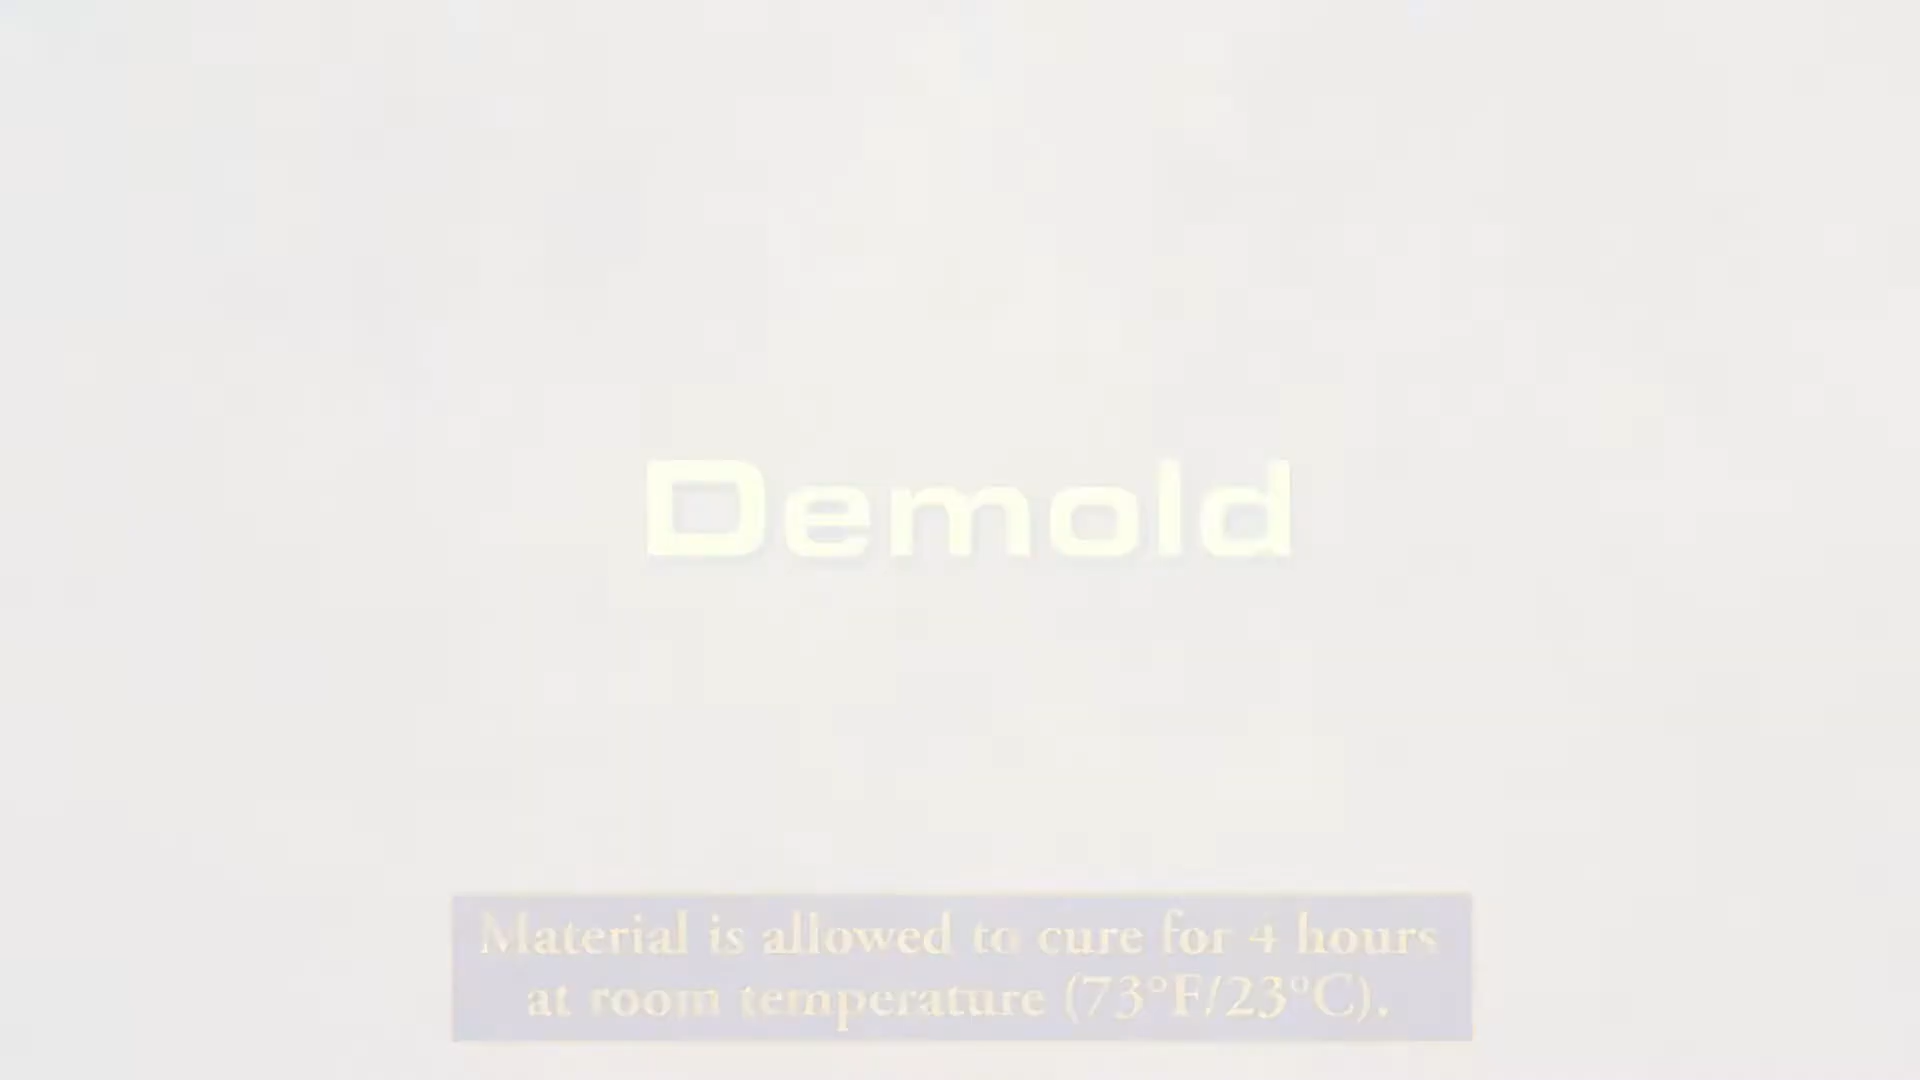 Demold
Material is allowed to cure for 4 hours
at room temperature (73°F/23°C).